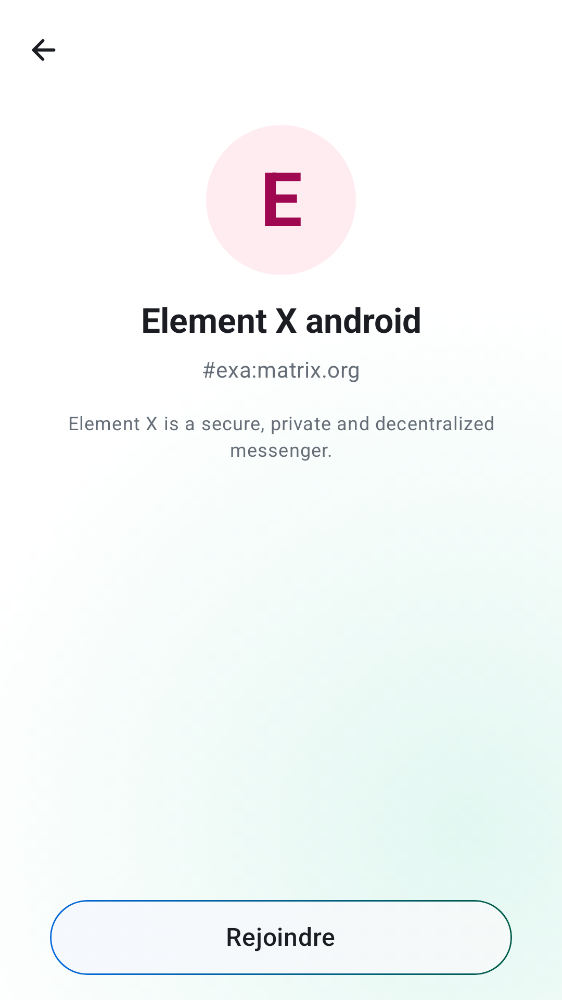 E
Element X android
#exa:matrix.org
Element X is a secure, private and decentralized
messenger.
Rejoindre